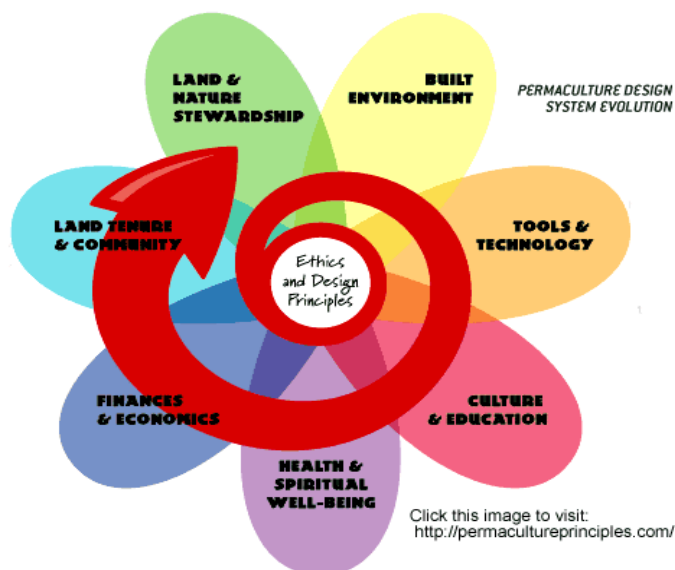 LAND &
NATURE
STEWARDSHIP
BUILT
ENVIRONMENT
PERMACULTURE DESIGN
SYSTEM EVOLUTION
LAND TENURE
& COMMUNITY
TOOLS &
TECHNOLOGY
Ethics
and Design
Principles
FINANCES
& ECONOMICS
CULTURE
& EDUCATION
HEALTH &
SPIRITUAL
WELL-BEING
Click this image to visit:
http://permacultureprinciples.com/